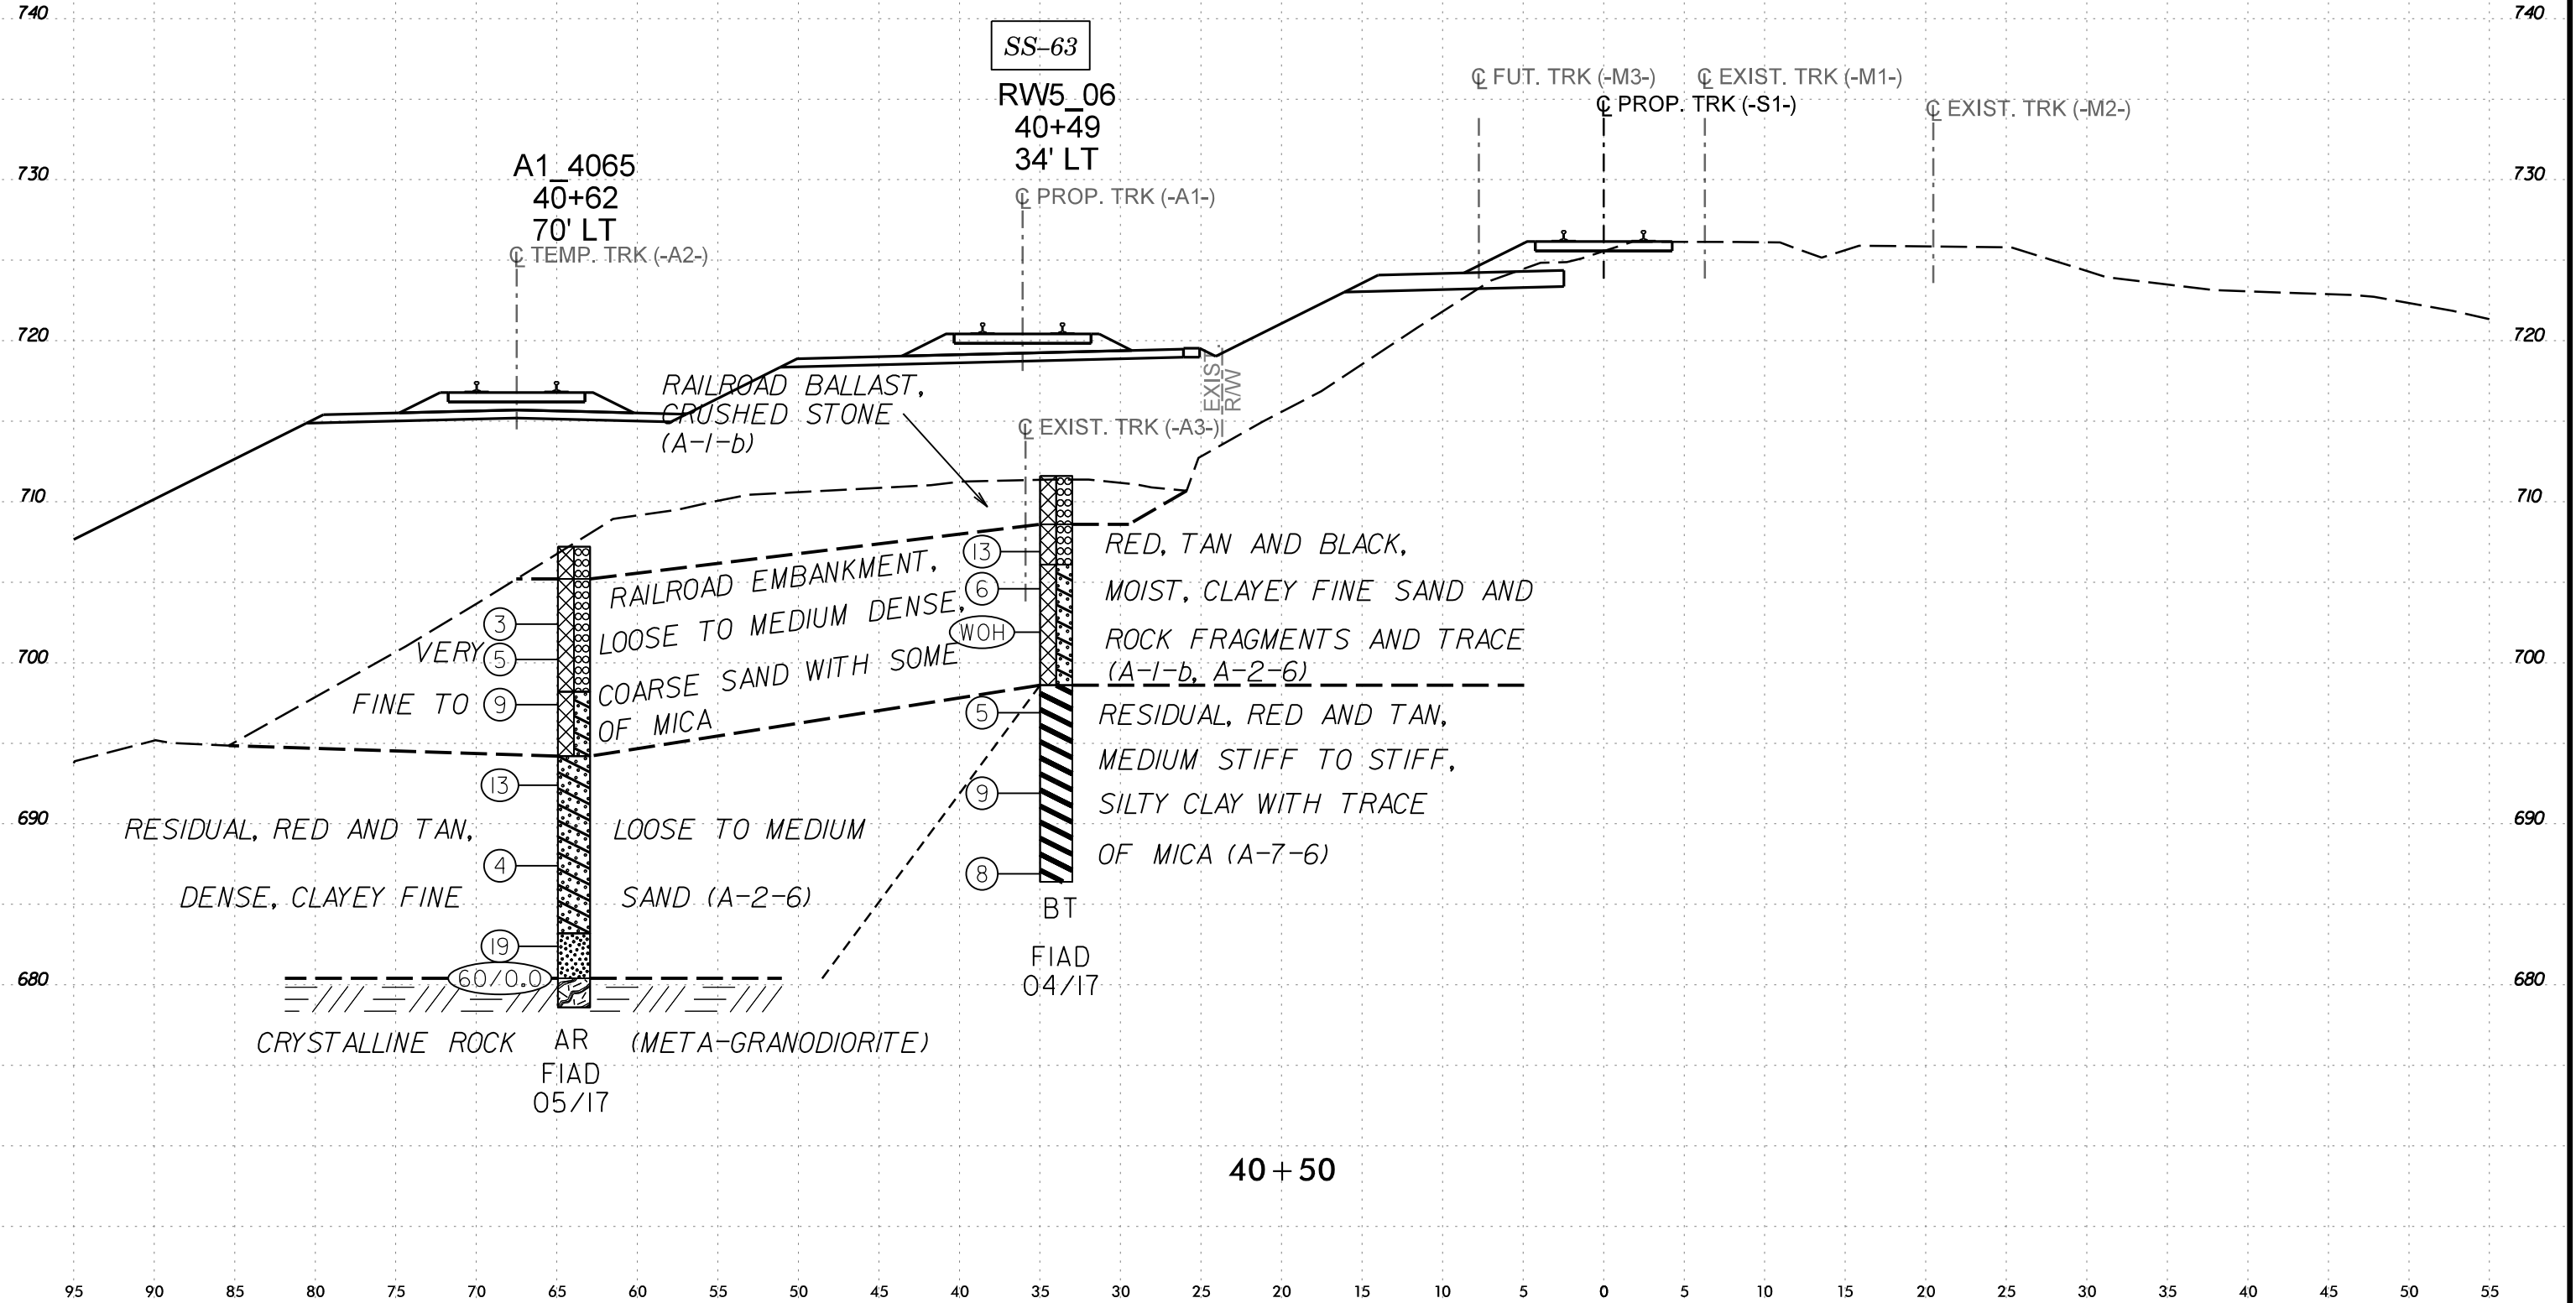 740
740
SS-63
RW5_06
40+49
34' LT
℄ FUT. TRK (-M3-)
℄ EXIST. TRK (-M1-)
℄ PROP. TRK (-S1-)
℄ EXIST. TRK (-M2-)
A1_4065
40+62
70' LT
730
730
℄ PROP. TRK (-A1-)
℄ TEMP. TRK (-A2-)
720
720
RAILROAD BALLAST,
CRUSHED STONE
(A-1-b)
EXIST.
R/W
℄ EXIST. TRK (-A3-)
710
710
13
6
WOH
RAILROAD EMBANKMENT,
VERY LOOSE TO MEDIUM DENSE,
FINE TO COARSE SAND WITH SOME
OF MICA
RED, TAN AND BLACK,
MOIST, CLAYEY FINE SAND AND
ROCK FRAGMENTS AND TRACE
(A-1-b, A-2-6)
3
5
9
700
700
5
9
8
RESIDUAL, RED AND TAN,
MEDIUM STIFF TO STIFF,
SILTY CLAY WITH TRACE
OF MICA (A-7-6)
13
4
19
60/0.0
690
690
RESIDUAL, RED AND TAN, LOOSE TO MEDIUM
DENSE, CLAYEY FINE SAND (A-2-6)
BT
FIAD
04/17
680
680
CRYSTALLINE ROCK (META-GRANODIORITE)
AR
FIAD
05/17
40+50
95 90 85 80 75 70 65 60 55 50 45 40 35 30 25 20 15 10 5 0 5 10 15 20 25 30 35 40 45 50 55